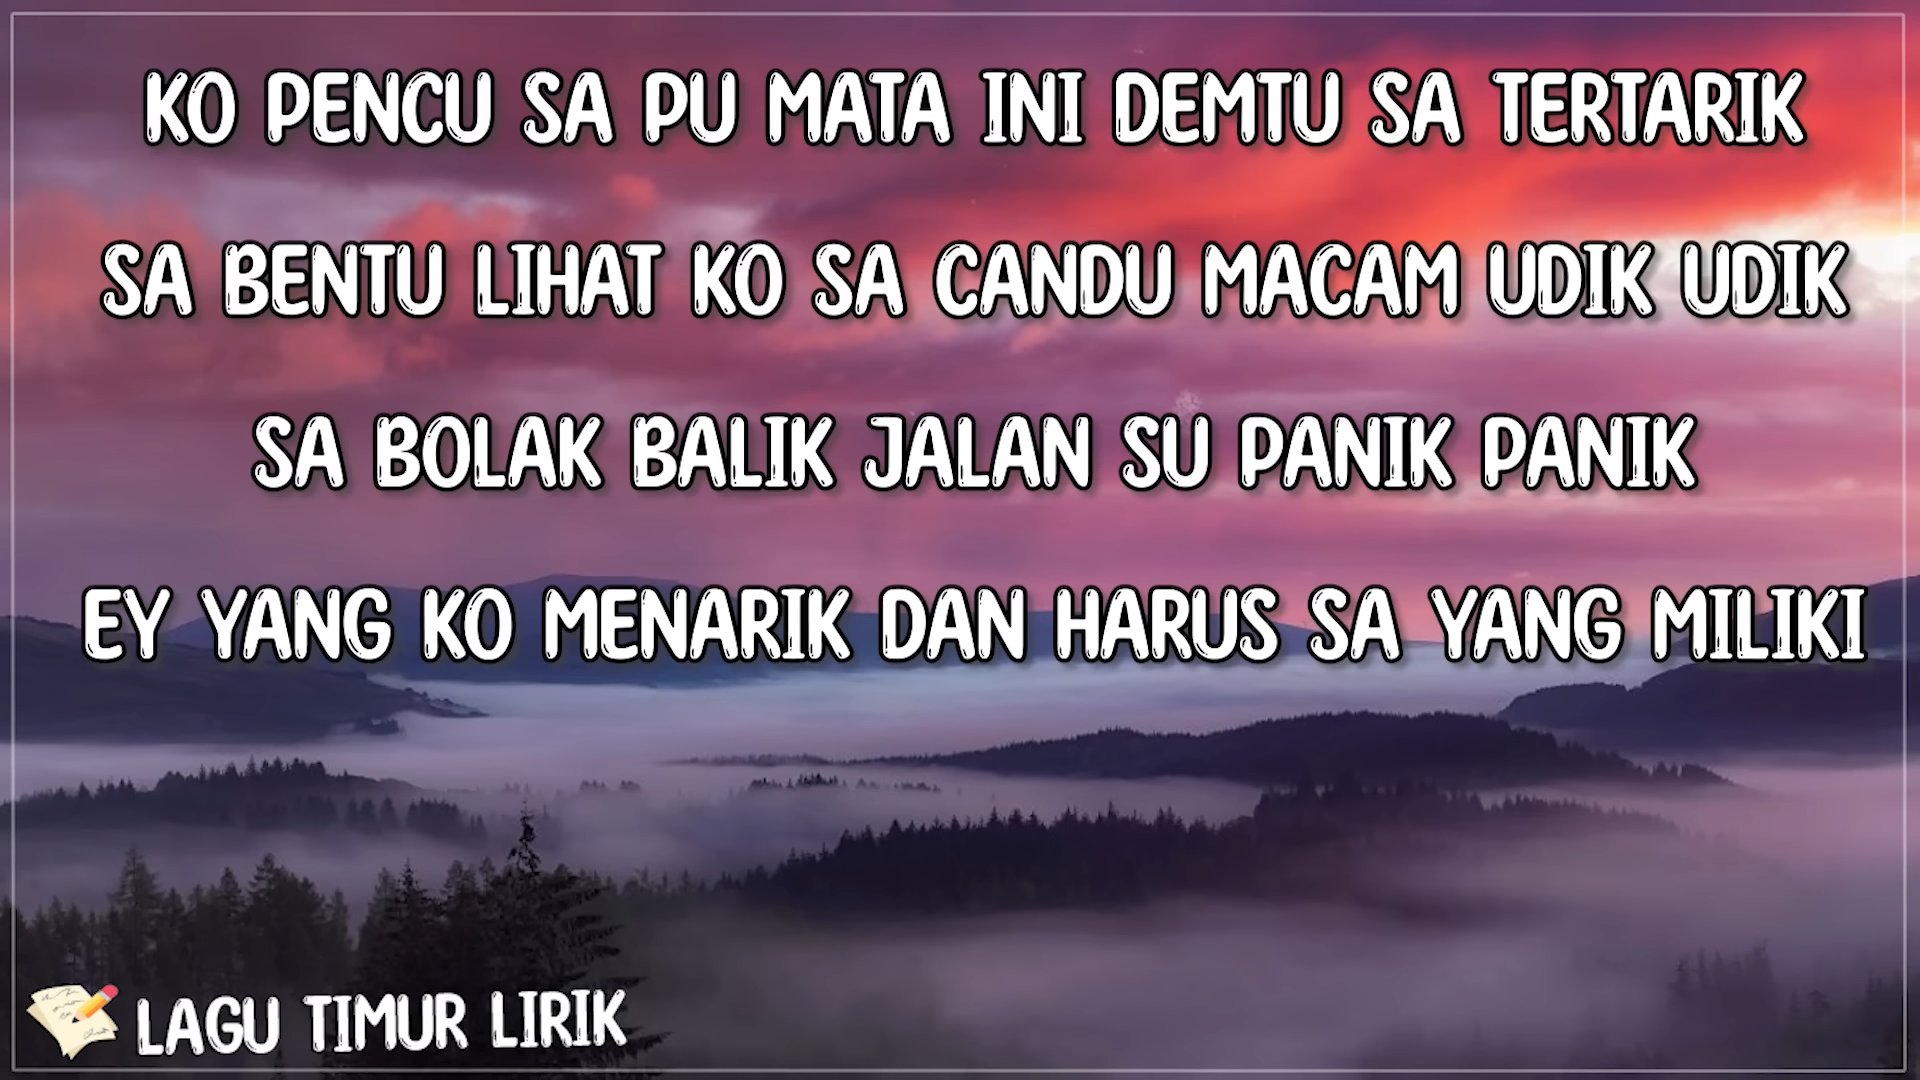 KO PENCU SA PU MATA INI DEMTU SA TERTARIK
SA BENTU LIHAT KO SA CANDU MACAM UDIK UDIK
SA BOLAK BALIK JALAN SU PANIK PANIK
EY YANG KO MENARIK DAN HARUS SA YANG MILIKI
LAGU TIMUR LIRIK